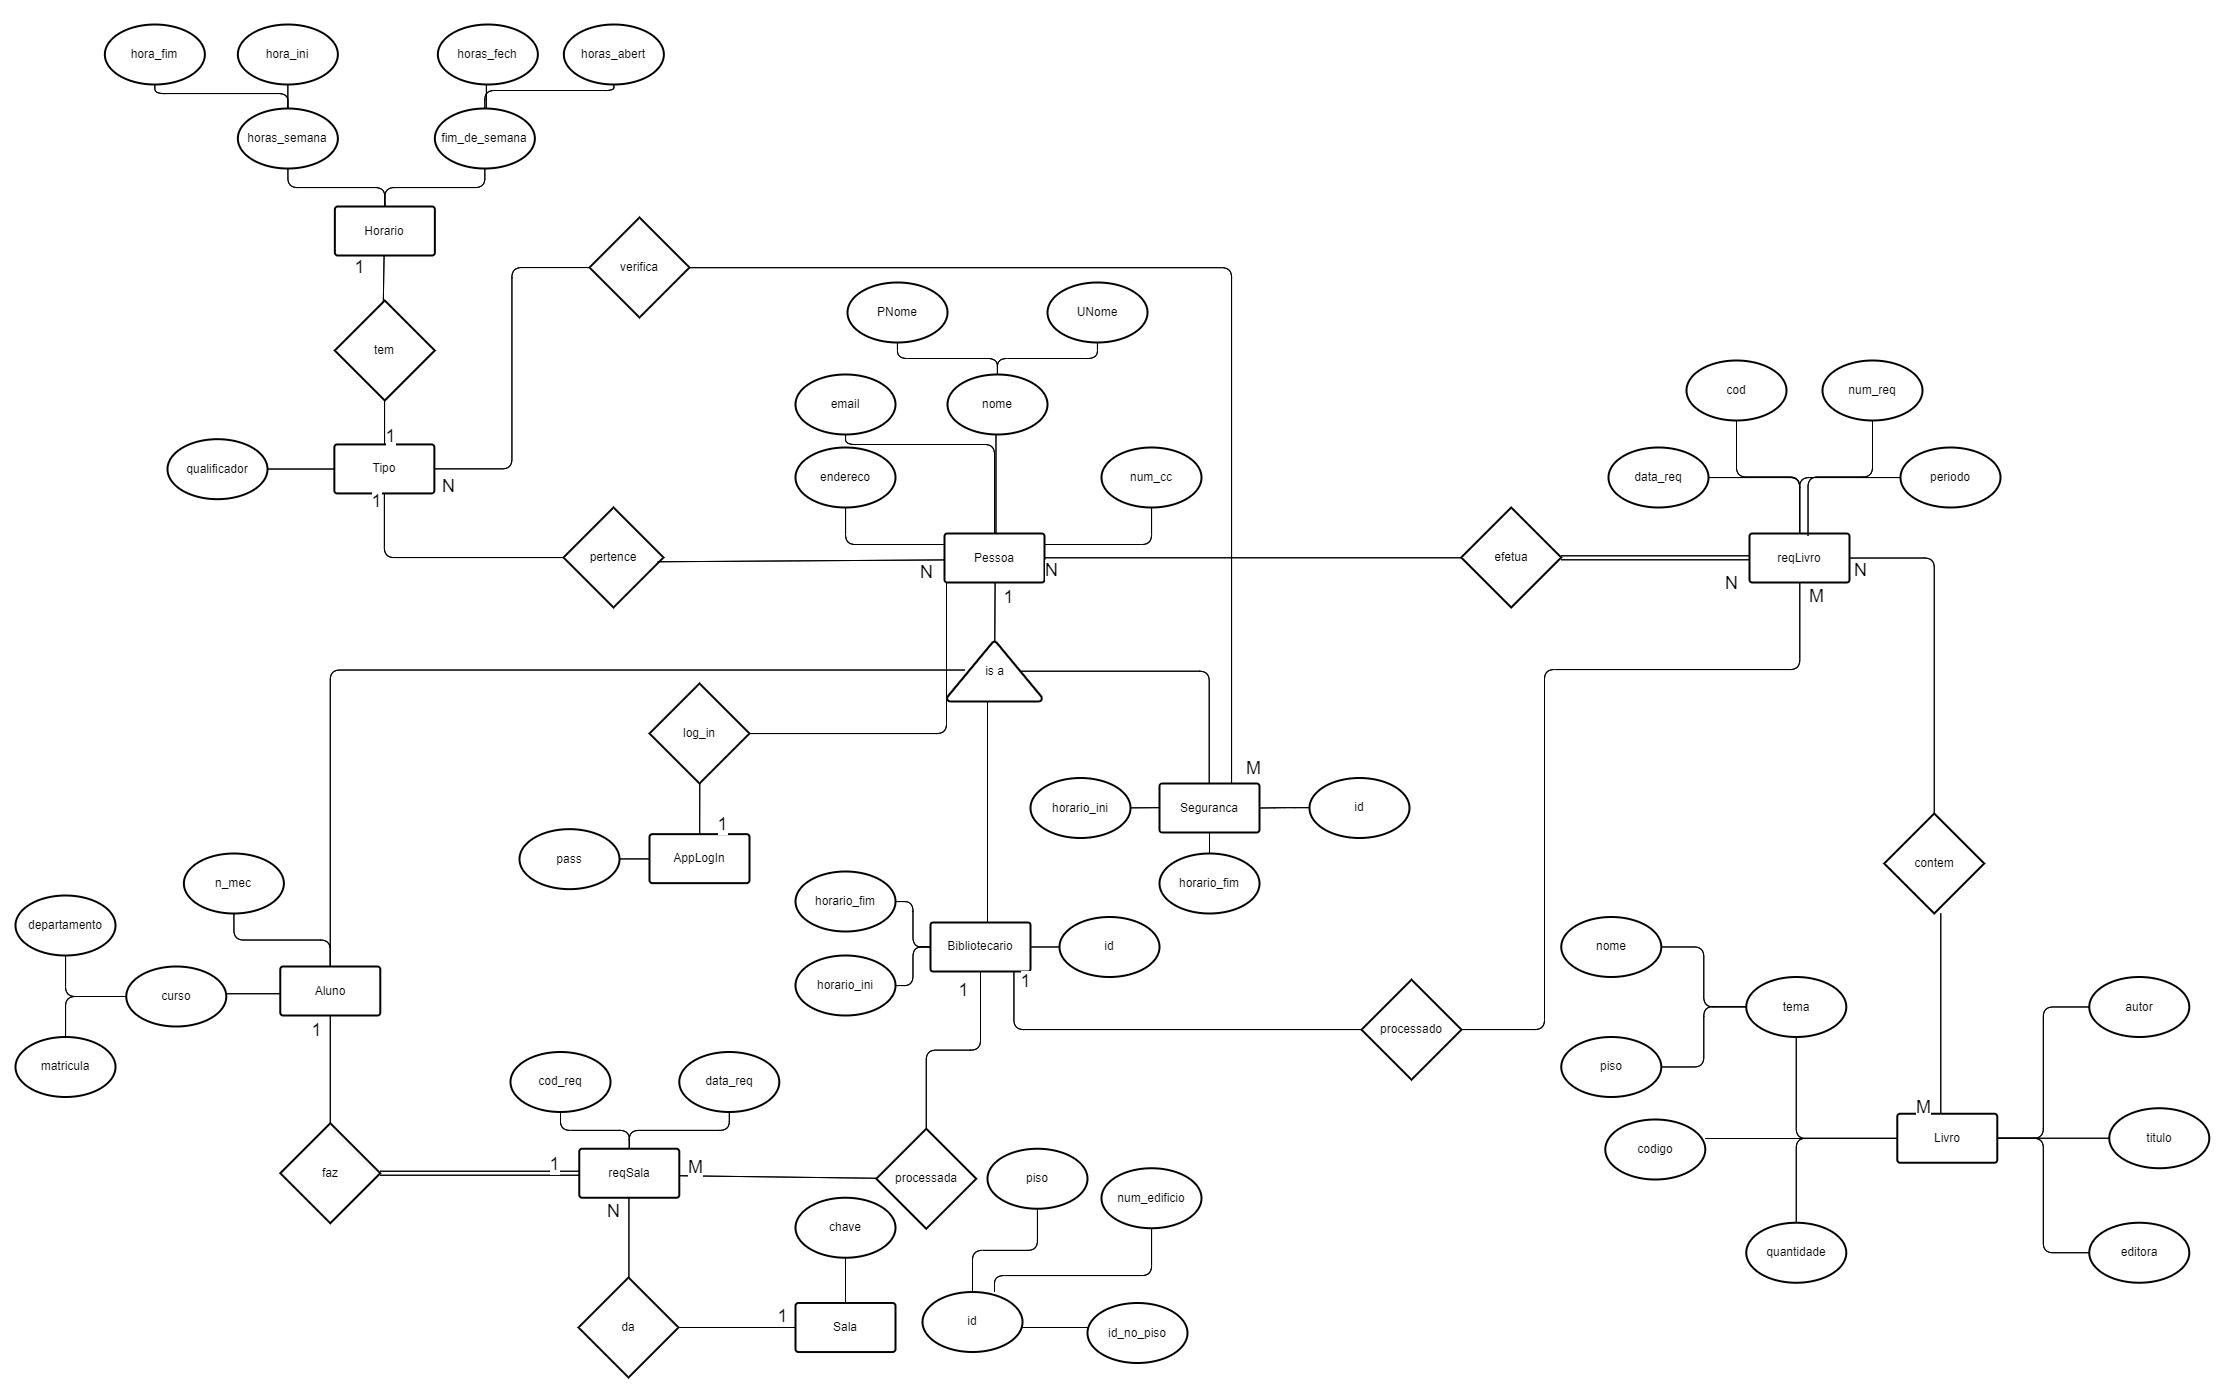 hora_fim
hora_ini
horas_fech
horas_abert
horas_semana
fim_de_semana
Horario
1
verifica
PNome
UNome
tem
email
nome
cod
num_req
1
qualificador
Tipo
N
1
endereco
num_cc
data_req
periodo
pertence
N
Pessoa
N
efetua
N
reqLivro
N
1
M
is a
log_in
M
horario_ini
Seguranca
id
1
pass
AppLogIn
contem
n_mec
horario_fim
horario_fim
departamento
Bibliotecario
id
nome
1
1
horario_ini
curso
Aluno
tema
autor
1
processado
matricula
piso
cod_req
data_req
M
codigo
Livro
titulo
faz
1
reqSala
M
processada
piso
num_edificio
N
chave
quantidade
editora
da
1
Sala
id
id_no_piso